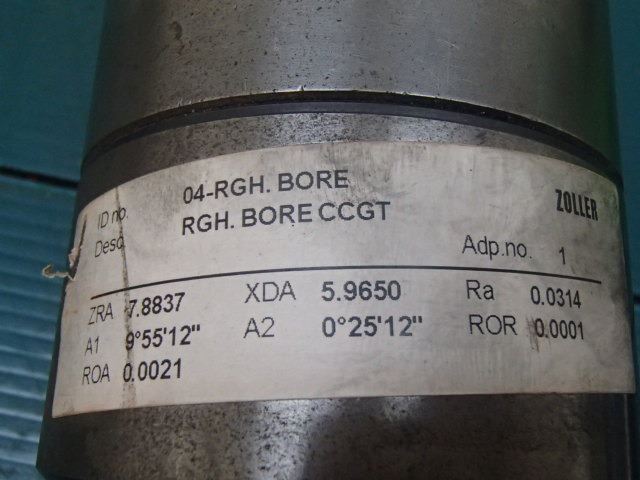 ID no. 04-RGH. BORE ZOLLER
Desc. RGH. BORE CCGT
Adp.no. 1
ZRA 7.8837 XDA 5.9650 Ra 0.0314
A1 9°55'12" A2 0°25'12" ROR 0.0001
ROA 0.0021